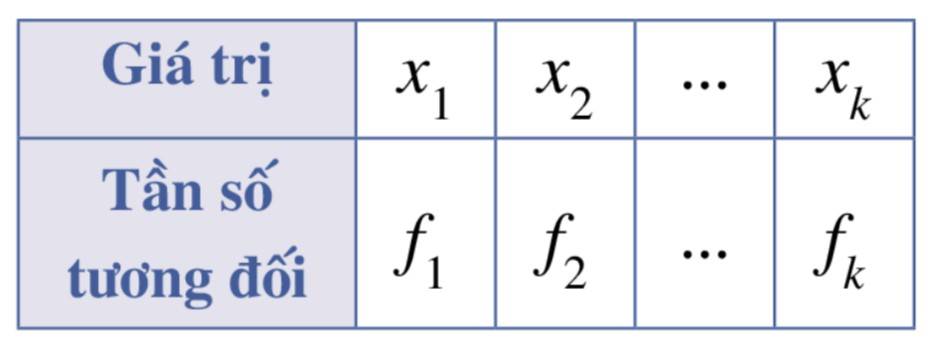 Giá trị x₁ x₂ ... xₖ
Tần số
tương đối f₁ f₂ ... fₖ